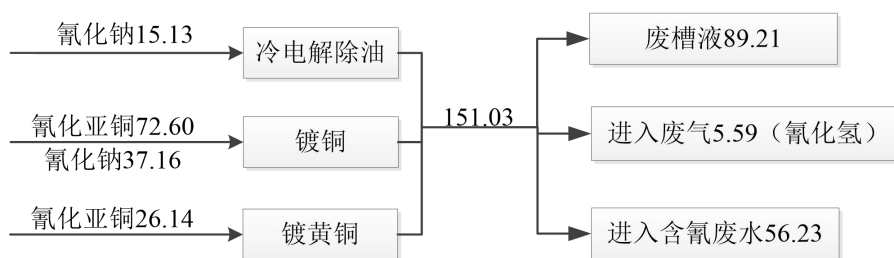 氰化钠15.13
冷电解除油
废槽液89.21
氰化亚铜72.60
氰化钠37.16
镀铜
151.03
进入废气5.59（氰化氢）
氰化亚铜26.14
镀黄铜
进入含氰废水56.23